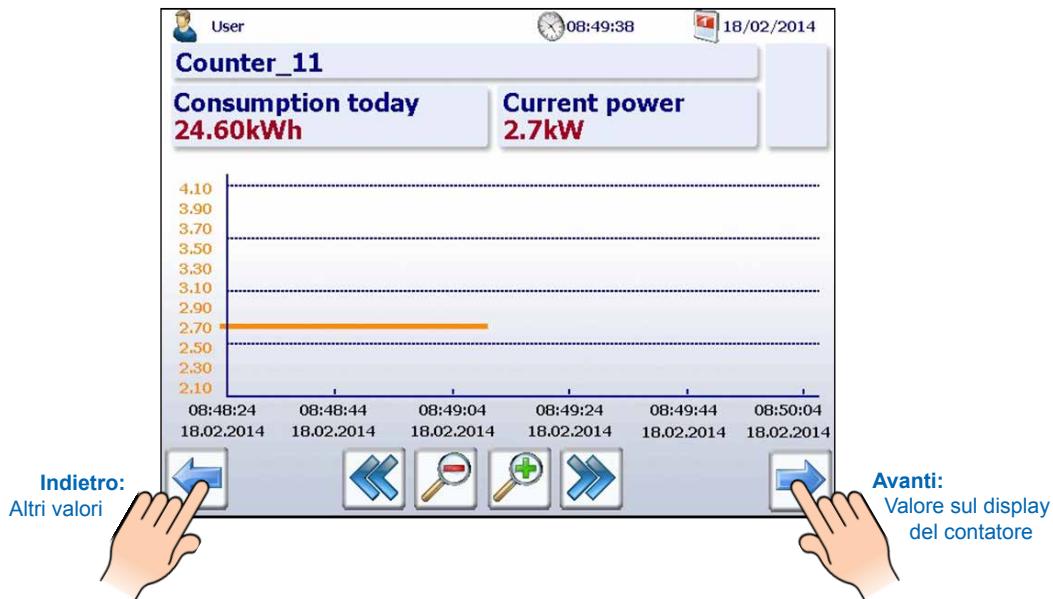 User 08:49:38 18/02/2014
Counter_11
Consumption today Current power
24.60kWh 2.7kW
4.10
3.90
3.70
3.50
3.30
3.10
2.90
2.70
2.50
2.30
2.10
08:48:24 08:48:44 08:49:04 08:49:24 08:49:44 08:50:04
18.02.2014 18.02.2014 18.02.2014 18.02.2014 18.02.2014 18.02.2014
Indietro:
Altri valori
Avanti:
Valore sul display
del contatore